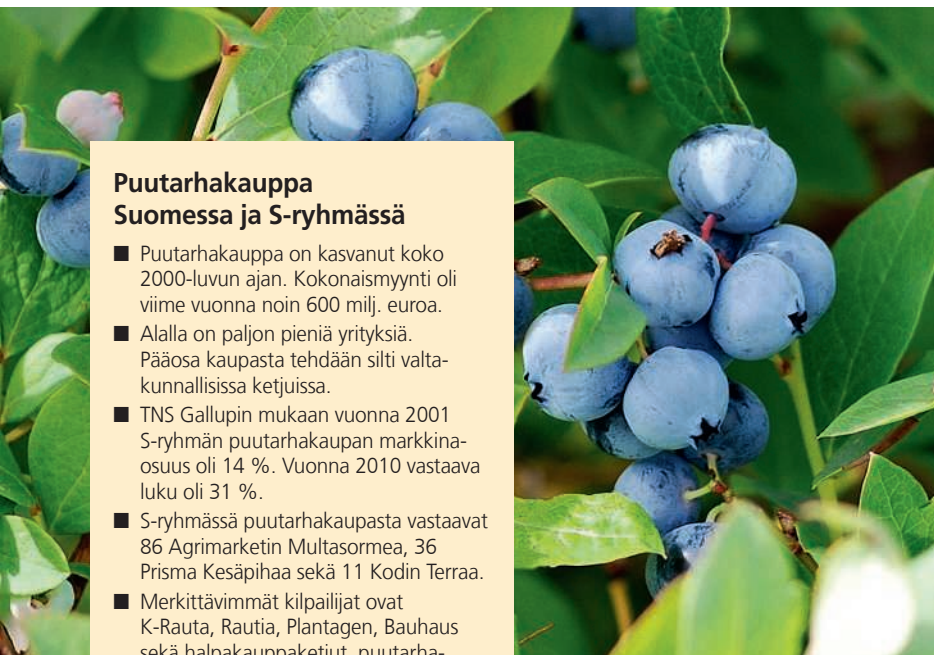 Puutarhakauppa
Suomessa ja S-ryhmässä
■ Puutarhakauppa on kasvanut koko
2000-luvun ajan. Kokonaismyynti oli
viime vuonna noin 600 milj. euroa.
■ Alalla on paljon pieniä yrityksiä.
Pääosa kaupasta tehdään silti valta-
kunnallisissa ketjuissa.
■ TNS Gallupin mukaan vuonna 2001
S-ryhmän puutarhakaupan markkina-
osuus oli 14 %. Vuonna 2010 vastaava
luku oli 31 %.
■ S-ryhmässä puutarhakaupasta vastaavat
86 Agrimarketin Multasormea, 36
Prisma Kesäpihaa sekä 11 Kodin Terraa.
■ Merkittävimmät kilpailijat ovat
K-Rauta, Rautia, Plantagen, Bauhaus
sekä halpakauppaketjut, puutarha-